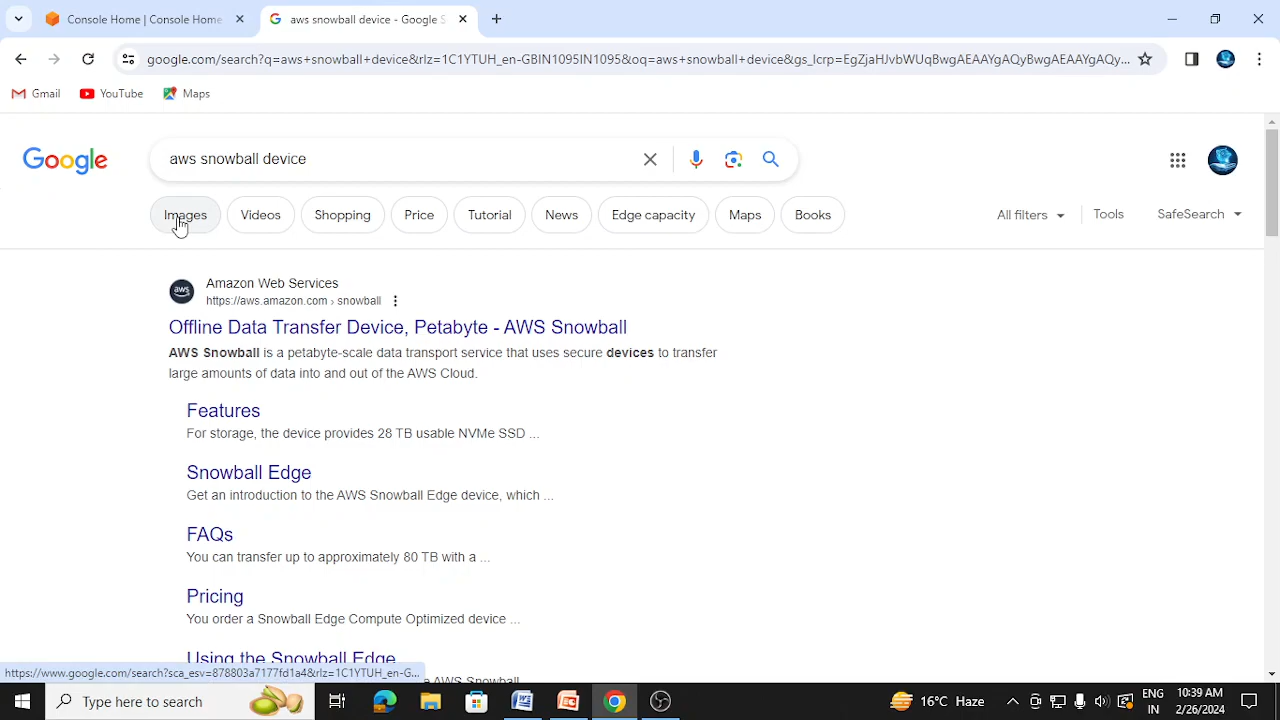 Console Home | Console Home
aws snowball device - Google S
google.com/search?q=aws+snowball+device&rlz=1C1YTUH_en-GBIN1095IN1095&oq=aws+snowball+device&gs_lcrp=EgZjaHJvbWUqBwgAEAAYgAQyBwgAEAAYgAQy...
Gmail
YouTube
Maps
Google
aws snowball device
Images
Videos
Shopping
Price
Tutorial
News
Edge capacity
Maps
Books
All filters
Tools
SafeSearch
aws
Amazon Web Services
https://aws.amazon.com › snowball
Offline Data Transfer Device, Petabyte - AWS Snowball
AWS Snowball is a petabyte-scale data transport service that uses secure devices to transfer
large amounts of data into and out of the AWS Cloud.
Features
For storage, the device provides 28 TB usable NVMe SSD ...
Snowball Edge
Get an introduction to the AWS Snowball Edge device, which ...
FAQs
You can transfer up to approximately 80 TB with a ...
Pricing
You order a Snowball Edge Compute Optimized device ...
Using the Snowball Edge
AWS Snowball
https://www.google.com/search?sca_esv=878803a7177fd1a4&rlz=1C1YTUH_en-G...
Type here to search
16°C Haze
ENG
IN
10:39 AM
2/26/2024